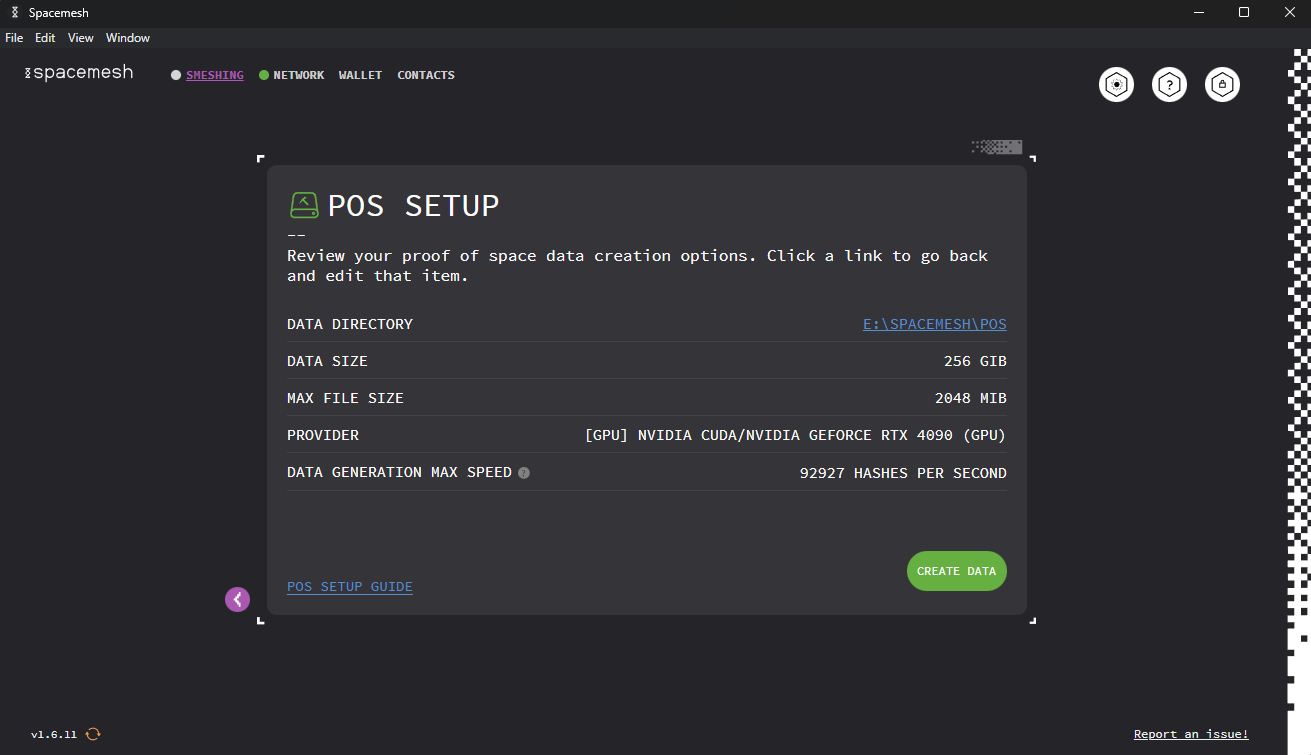 Spacemesh
File Edit View Window
spacemesh
SMESHING NETWORK WALLET CONTACTS
?
POS SETUP
--
Review your proof of space data creation options. Click a link to go back
and edit that item.
DATA DIRECTORY E:\SPACEMESH\POS
DATA SIZE 256 GIB
MAX FILE SIZE 2048 MIB
PROVIDER [GPU] NVIDIA CUDA/NVIDIA GEFORCE RTX 4090 (GPU)
DATA GENERATION MAX SPEED ? 92927 HASHES PER SECOND
CREATE DATA
POS SETUP GUIDE
v1.6.11
Report an issue!